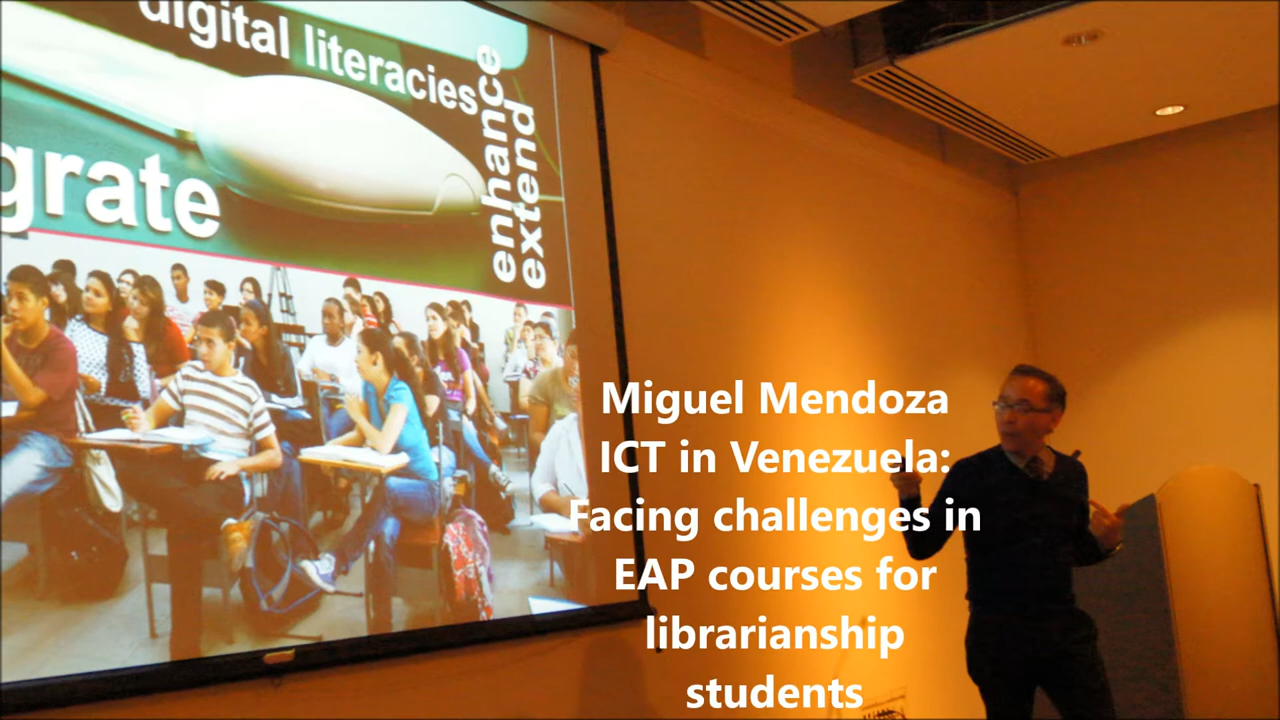 digital literacies
grate
enhance
extend
Miguel Mendoza
ICT in Venezuela:
Facing challenges in
EAP courses for
librarianship
students